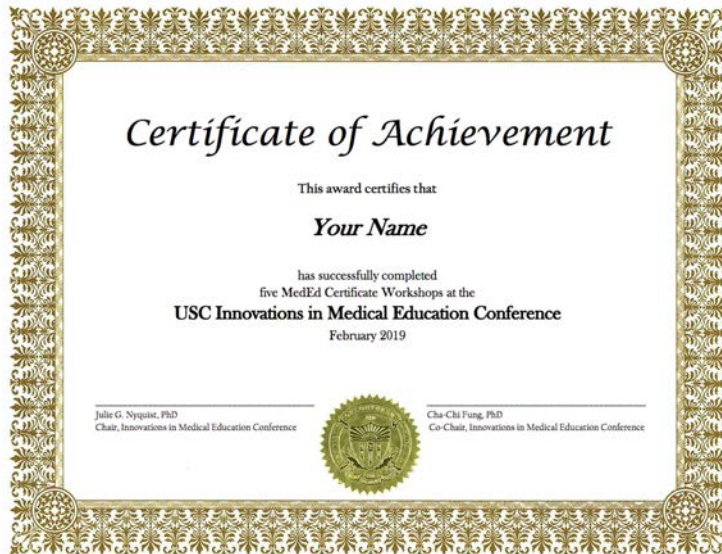 Certificate of Achievement
This award certifies that
Your Name
has successfully completed
five MedEd Certificate Workshops at the
USC Innovations in Medical Education Conference
February 2019
Julie G. Nyquist, PhD
Chair, Innovations in Medical Education Conference
Cha-Chi Fung, PhD
Co-Chair, Innovations in Medical Education Conference